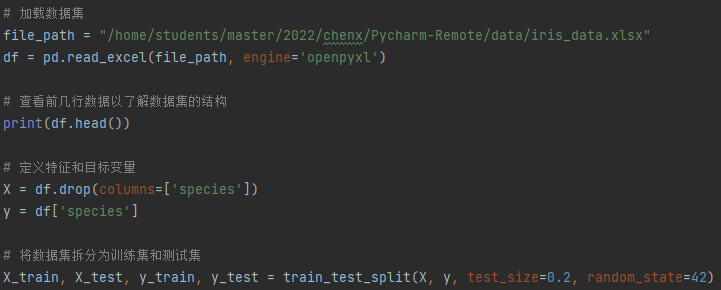 # 加载数据集
file_path = "/home/students/master/2022/chenx/Pycharm-Remote/data/iris_data.xlsx"
df = pd.read_excel(file_path, engine='openpyxl')
# 查看前几行数据以了解数据集的结构
print(df.head())
# 定义特征和目标变量
X = df.drop(columns=['species'])
y = df['species']
# 将数据集拆分为训练集和测试集
X_train, X_test, y_train, y_test = train_test_split(X, y, test_size=0.2, random_state=42)